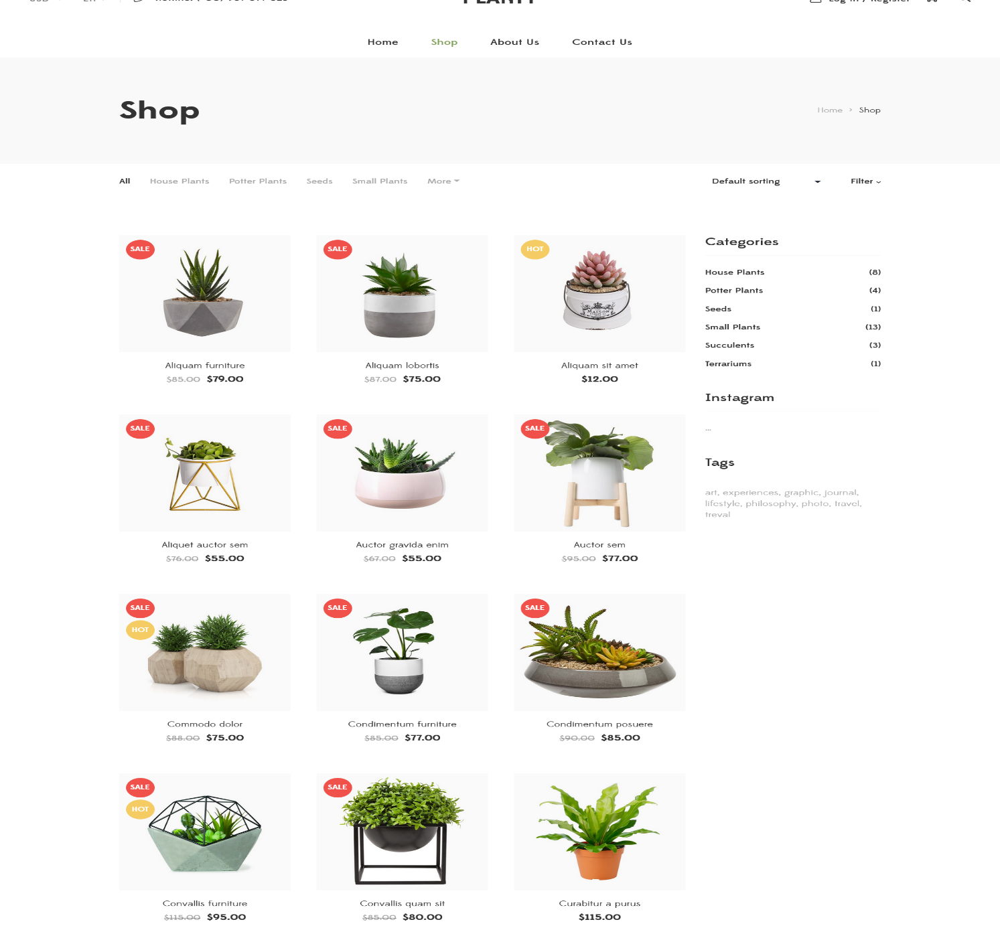 Home Shop About Us Contact Us
Shop
Home > Shop
All House Plants Potter Plants Seeds Small Plants More
Default sorting Filter
SALE
SALE
HOT
MAISON
Aliquam furniture
$85.00 $79.00
Aliquam lobortis
$87.00 $75.00
Aliquam sit amet
$12.00
SALE
SALE
SALE
Aliquet auctor sem
$76.00 $55.00
Auctor gravida enim
$67.00 $55.00
Auctor sem
$95.00 $77.00
SALE
HOT
SALE
SALE
Commodo dolor
$88.00 $75.00
Condimentum furniture
$85.00 $77.00
Condimentum posuere
$90.00 $85.00
SALE
HOT
SALE
Convallis furniture
$115.00 $95.00
Convallis quam sit
$85.00 $80.00
Curabitur a purus
$115.00
Categories
House Plants (8)
Potter Plants (4)
Seeds (1)
Small Plants (13)
Succulents (3)
Terrariums (1)
Instagram
...
Tags
art, experiences, graphic, journal,
lifestyle, philosophy, photo, travel,
treval